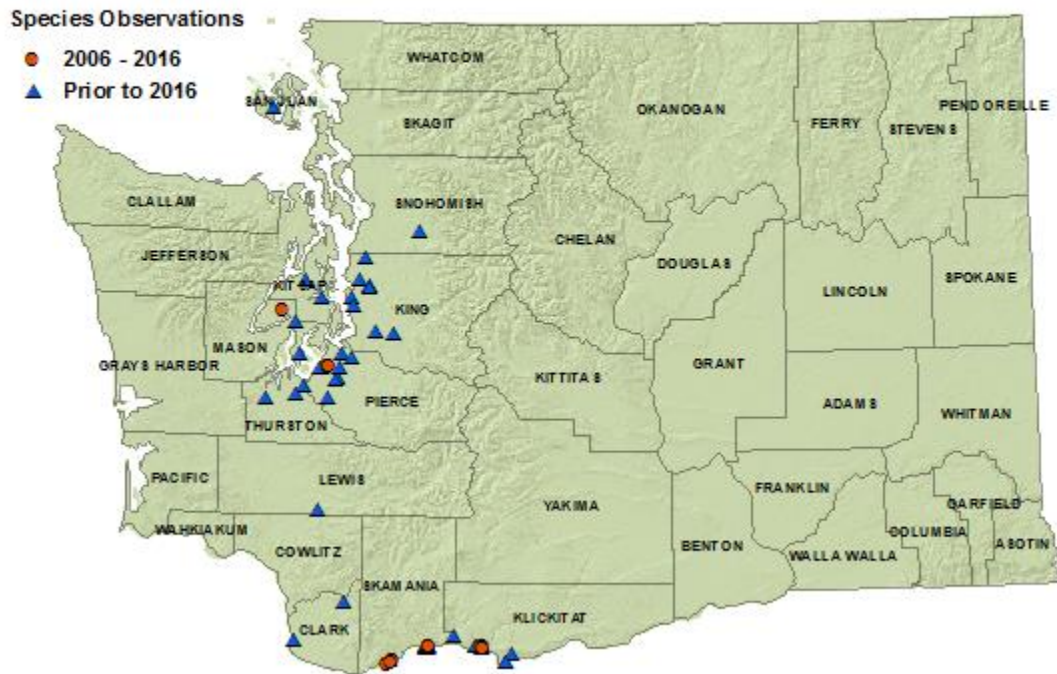 Species Observations
2006 - 2016
Prior to 2016
WHATCOM
SAN JUAN
SKAGIT
OKANOGAN
FERRY
STEVENS
PEND OREILLE
CLALLAM
SNOHOMISH
JEFFERSON
CHELAN
DOUGLAS
SPOKANE
KITSAP
LINCOLN
KING
MASON
GRAYS HARBOR
GRANT
KITTITAS
PIERCE
ADAMS
WHITMAN
THURSTON
PACIFIC
LEWIS
YAKIMA
FRANKLIN
GARFIELD
WAHKIAKUM
COLUMBIA
BENTON
ASOTIN
COWLITZ
WALLA WALLA
SKAMANIA
KLICKITAT
CLARK